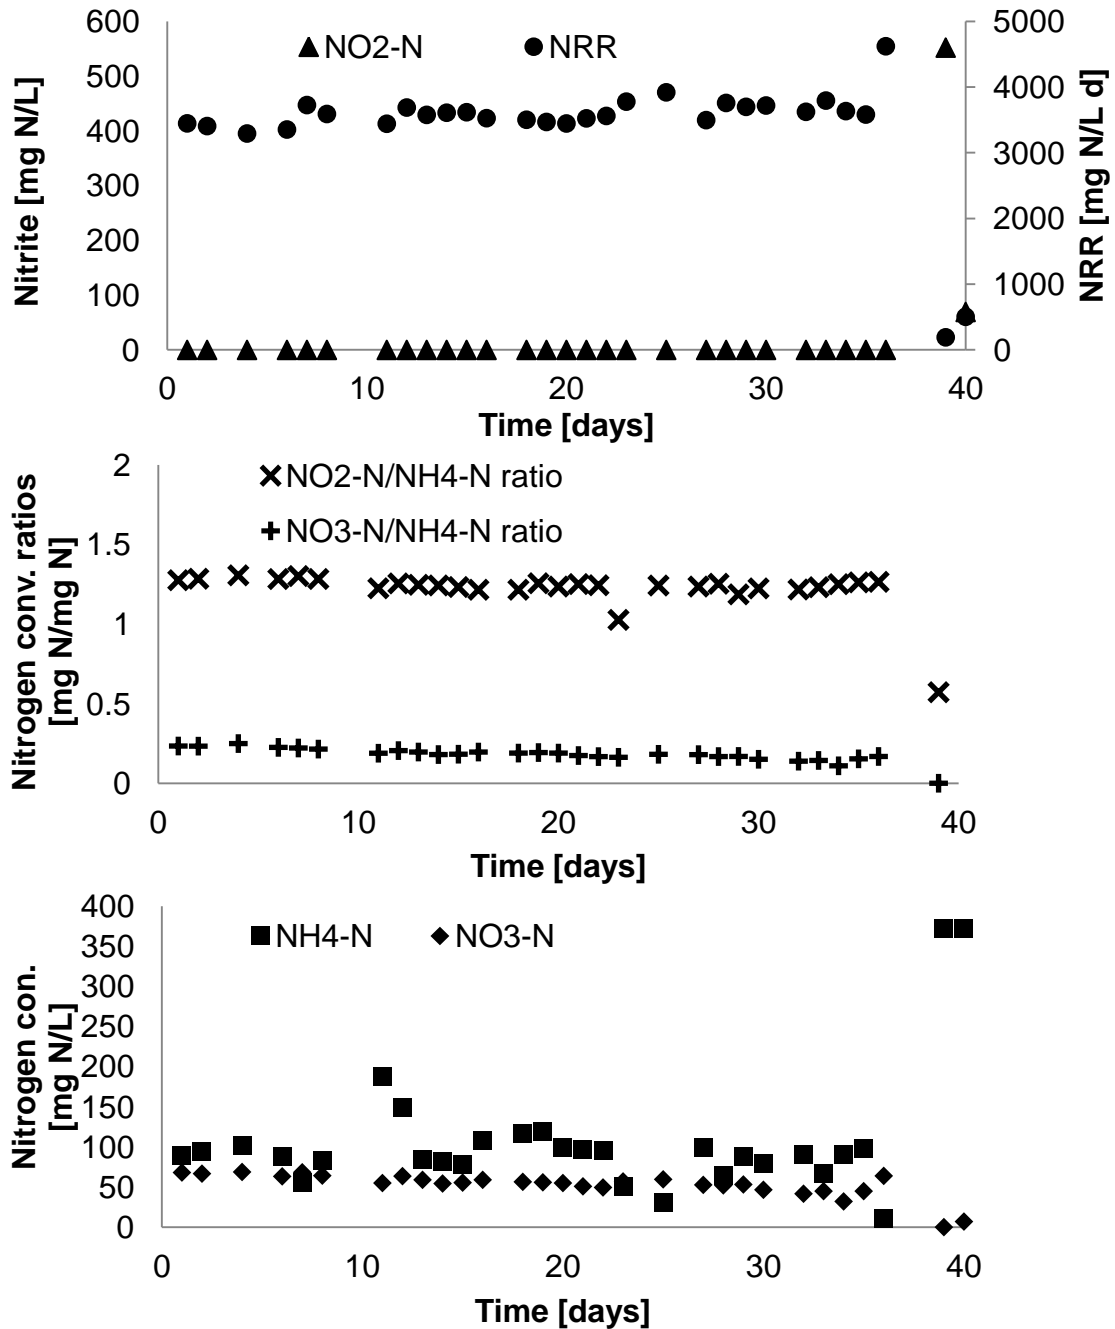 NO2-N NRR
600
500
400
300
200
100
0
Nitrite [mg N/L]
5000
4000
3000
2000
1000
0
NRR [mg N/L d]
0 10 20 30 40
Time [days]
NO2-N/NH4-N ratio
NO3-N/NH4-N ratio
2
1.5
1
0.5
0
Nitrogen conv. ratios
[mg N/mg N]
0 10 20 30 40
Time [days]
NH4-N NO3-N
400
350
300
250
200
150
100
50
0
Nitrogen con.
[mg N/L]
0 10 20 30 40
Time [days]